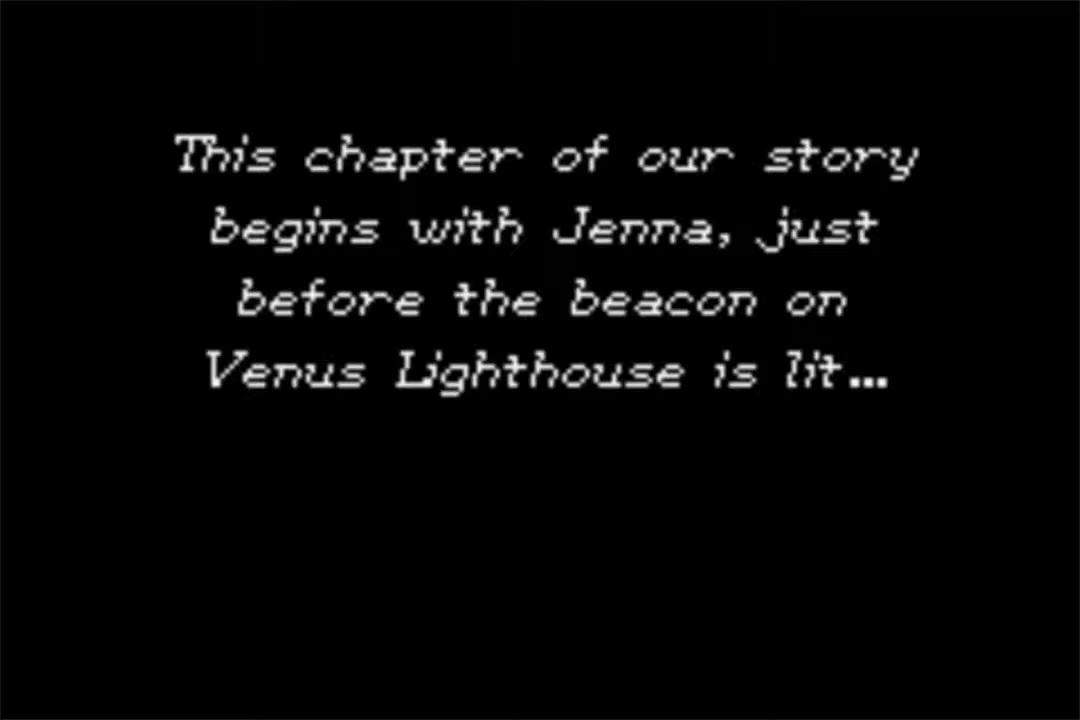 This chapter of our story
begins with Jenna, just
before the beacon on
Venus Lighthouse is lit...